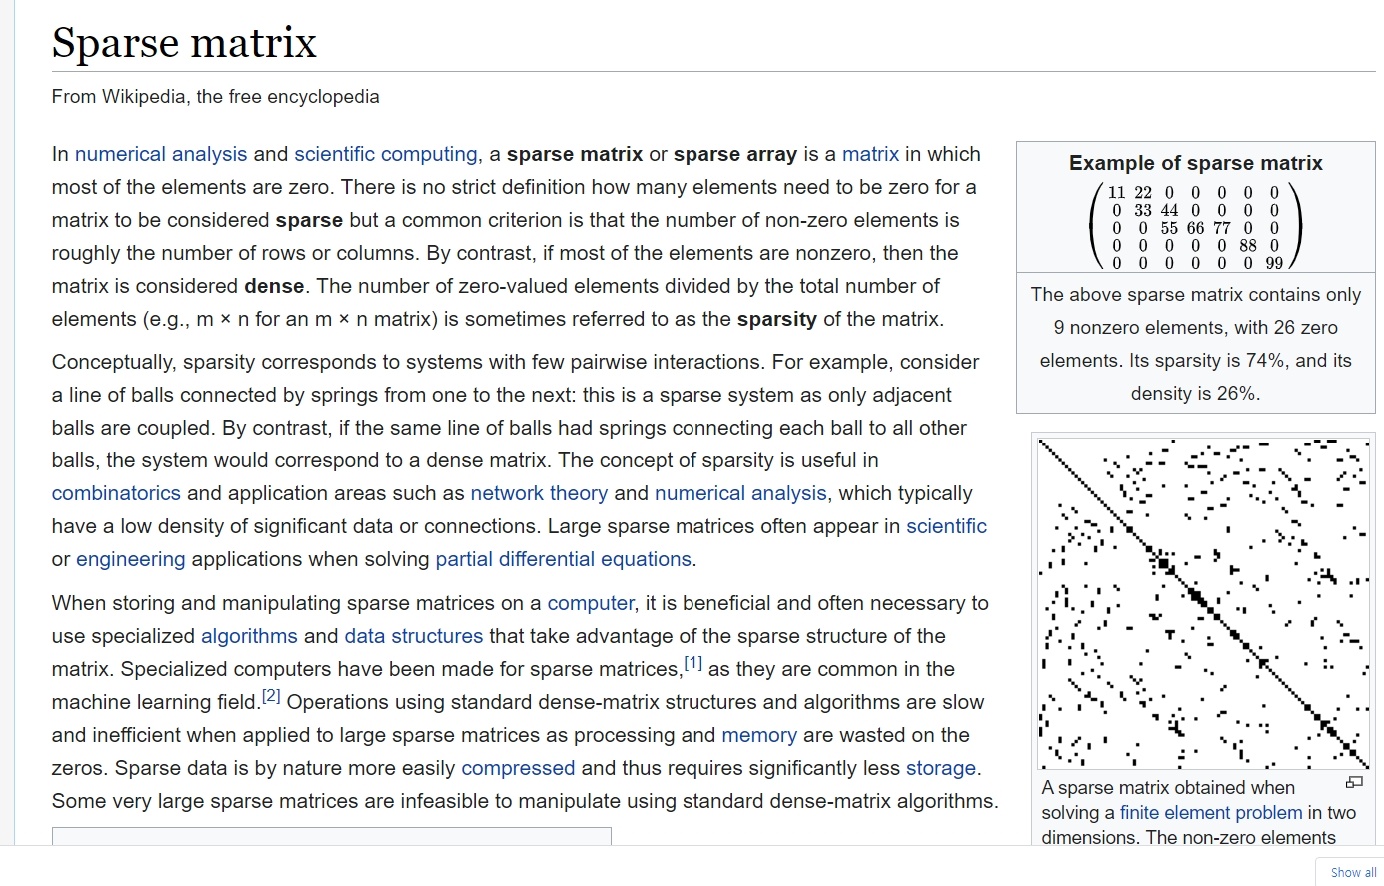 Sparse matrix
From Wikipedia, the free encyclopedia
In numerical analysis and scientific computing, a sparse matrix or sparse array is a matrix in which
most of the elements are zero. There is no strict definition how many elements need to be zero for a
matrix to be considered sparse but a common criterion is that the number of non-zero elements is
roughly the number of rows or columns. By contrast, if most of the elements are nonzero, then the
matrix is considered dense. The number of zero-valued elements divided by the total number of
elements (e.g., m × n for an m × n matrix) is sometimes referred to as the sparsity of the matrix.
Conceptually, sparsity corresponds to systems with few pairwise interactions. For example, consider
a line of balls connected by springs from one to the next: this is a sparse system as only adjacent
balls are coupled. By contrast, if the same line of balls had springs connecting each ball to all other
balls, the system would correspond to a dense matrix. The concept of sparsity is useful in
combinatorics and application areas such as network theory and numerical analysis, which typically
have a low density of significant data or connections. Large sparse matrices often appear in scientific
or engineering applications when solving partial differential equations.
When storing and manipulating sparse matrices on a computer, it is beneficial and often necessary to
use specialized algorithms and data structures that take advantage of the sparse structure of the
matrix. Specialized computers have been made for sparse matrices,[1] as they are common in the
machine learning field.[2] Operations using standard dense-matrix structures and algorithms are slow
and inefficient when applied to large sparse matrices as processing and memory are wasted on the
zeros. Sparse data is by nature more easily compressed and thus requires significantly less storage.
Some very large sparse matrices are infeasible to manipulate using standard dense-matrix algorithms.
Example of sparse matrix
11 22 0 0 0 0 0
0 33 44 0 0 0 0
0 0 55 66 77 0 0
0 0 0 0 0 88 0
0 0 0 0 0 0 99
The above sparse matrix contains only
9 nonzero elements, with 26 zero
elements. Its sparsity is 74%, and its
density is 26%.
A sparse matrix obtained when
solving a finite element problem in two
dimensions. The non-zero elements
Show all